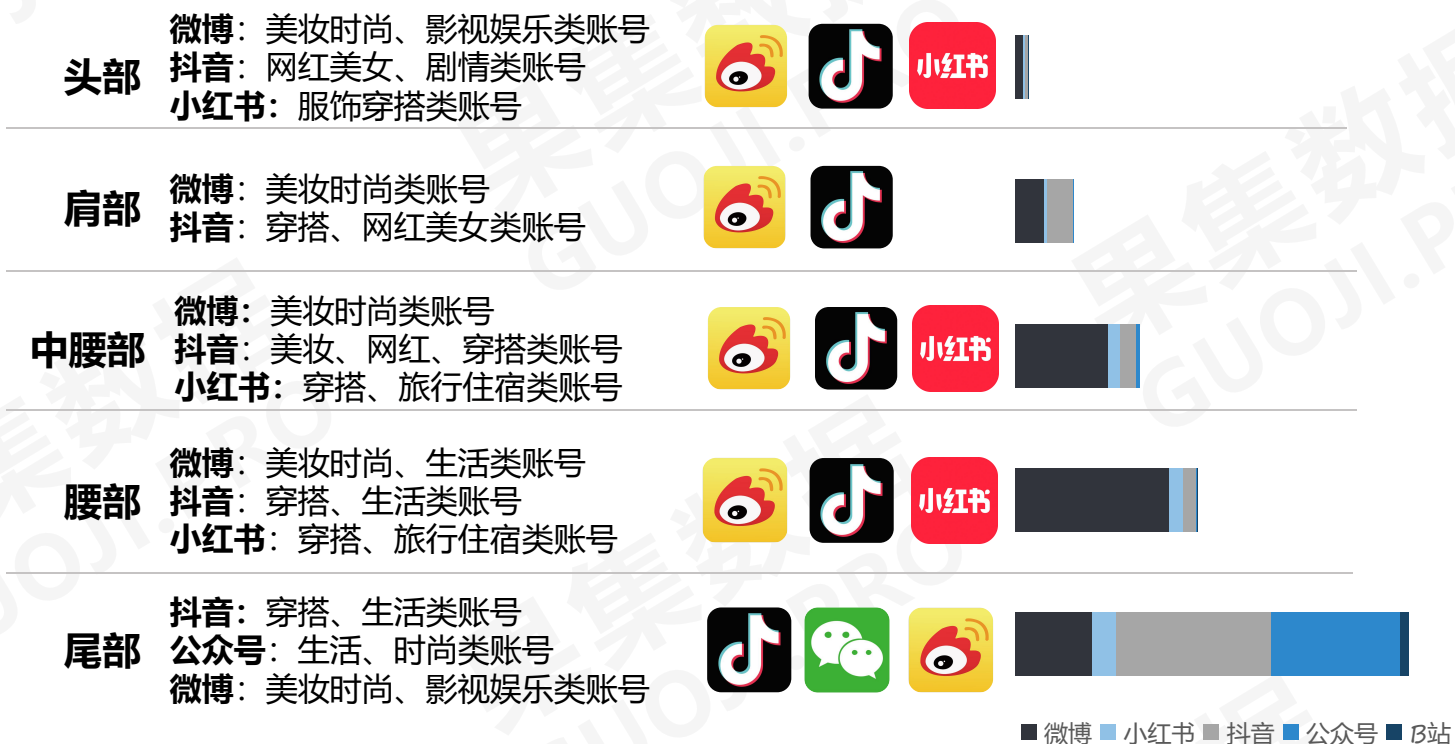 头部
微博：美妆时尚、影视娱乐类账号
抖音：网红美女、剧情类账号
小红书：服饰穿搭类账号
小红书
肩部
微博：美妆时尚类账号
抖音：穿搭、网红美女类账号
中腰部
微博：美妆时尚类账号
抖音：美妆、网红、穿搭类账号
小红书：穿搭、旅行住宿类账号
小红书
腰部
微博：美妆时尚、生活类账号
抖音：穿搭、生活类账号
小红书：穿搭、旅行住宿类账号
小红书
尾部
抖音：穿搭、生活类账号
公众号：生活、时尚类账号
微博：美妆时尚、影视娱乐类账号
微博 小红书 抖音 公众号 B站
果集数据
GUOJI.PRO